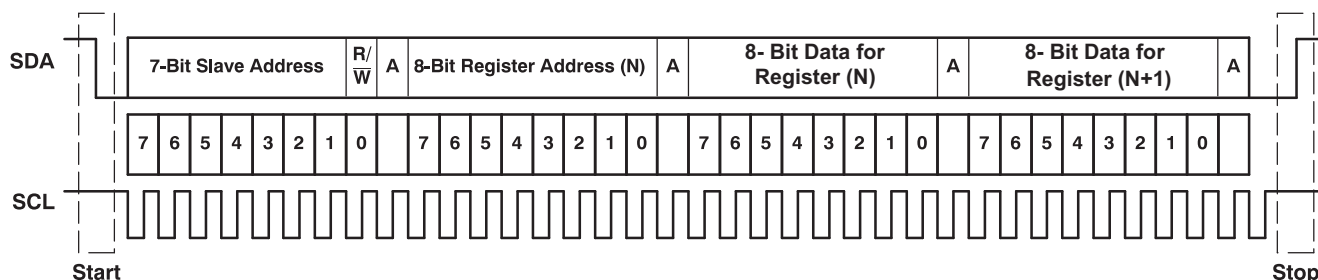 SDA
7-Bit Slave Address
R/
W
A
8-Bit Register Address (N)
A
8- Bit Data for
Register (N)
A
8- Bit Data for
Register (N+1)
A
7 6 5 4 3 2 1 0 7 6 5 4 3 2 1 0 7 6 5 4 3 2 1 0 7 6 5 4 3 2 1 0
SCL
Start
Stop